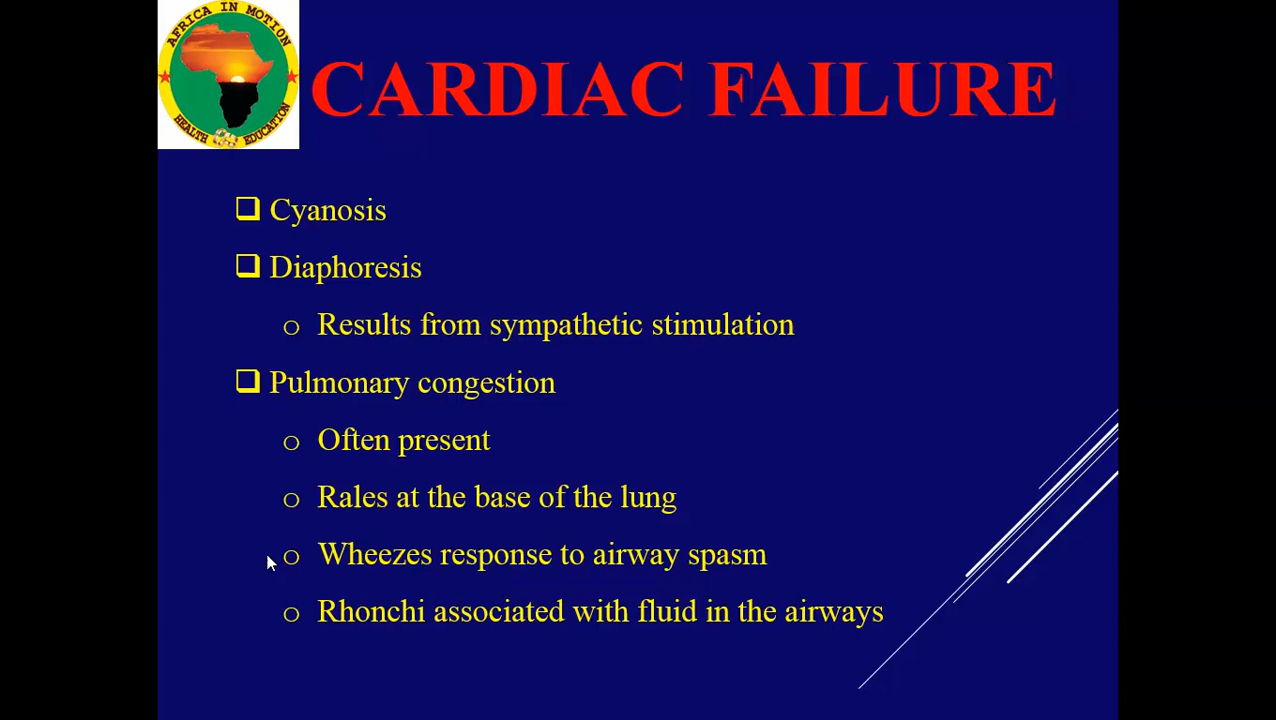 AFRICA IN MOTION
HEALTH EDUCATION
CARDIAC FAILURE
Cyanosis
Diaphoresis
Results from sympathetic stimulation
Pulmonary congestion
Often present
Rales at the base of the lung
Wheezes response to airway spasm
Rhonchi associated with fluid in the airways